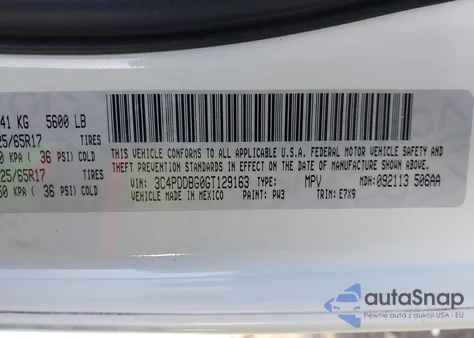 41 KG 5600 LB
25/65R17 TIRES
0 KPA ( 36 PSI) COLD
25/65R17 TIRES
50 KPA ( 36 PSI) COLD
THIS VEHICLE CONFORMS TO ALL APPLICABLE U.S.A. FEDERAL MOTOR VEHICLE SAFETY
AND THEFT PREVENTION STANDARDS IN EFFECT ON THE DATE OF MANUFACTURE SHOWN ABOVE
VIN: 3C4PDDBG0GT129163 TYPE: MPV MDH: 092113 506AA
VEHICLE MADE IN MEXICO PAINT: PW3 TRIM: E7X9
autoSnap
Pewne auta z aukcji USA - EU